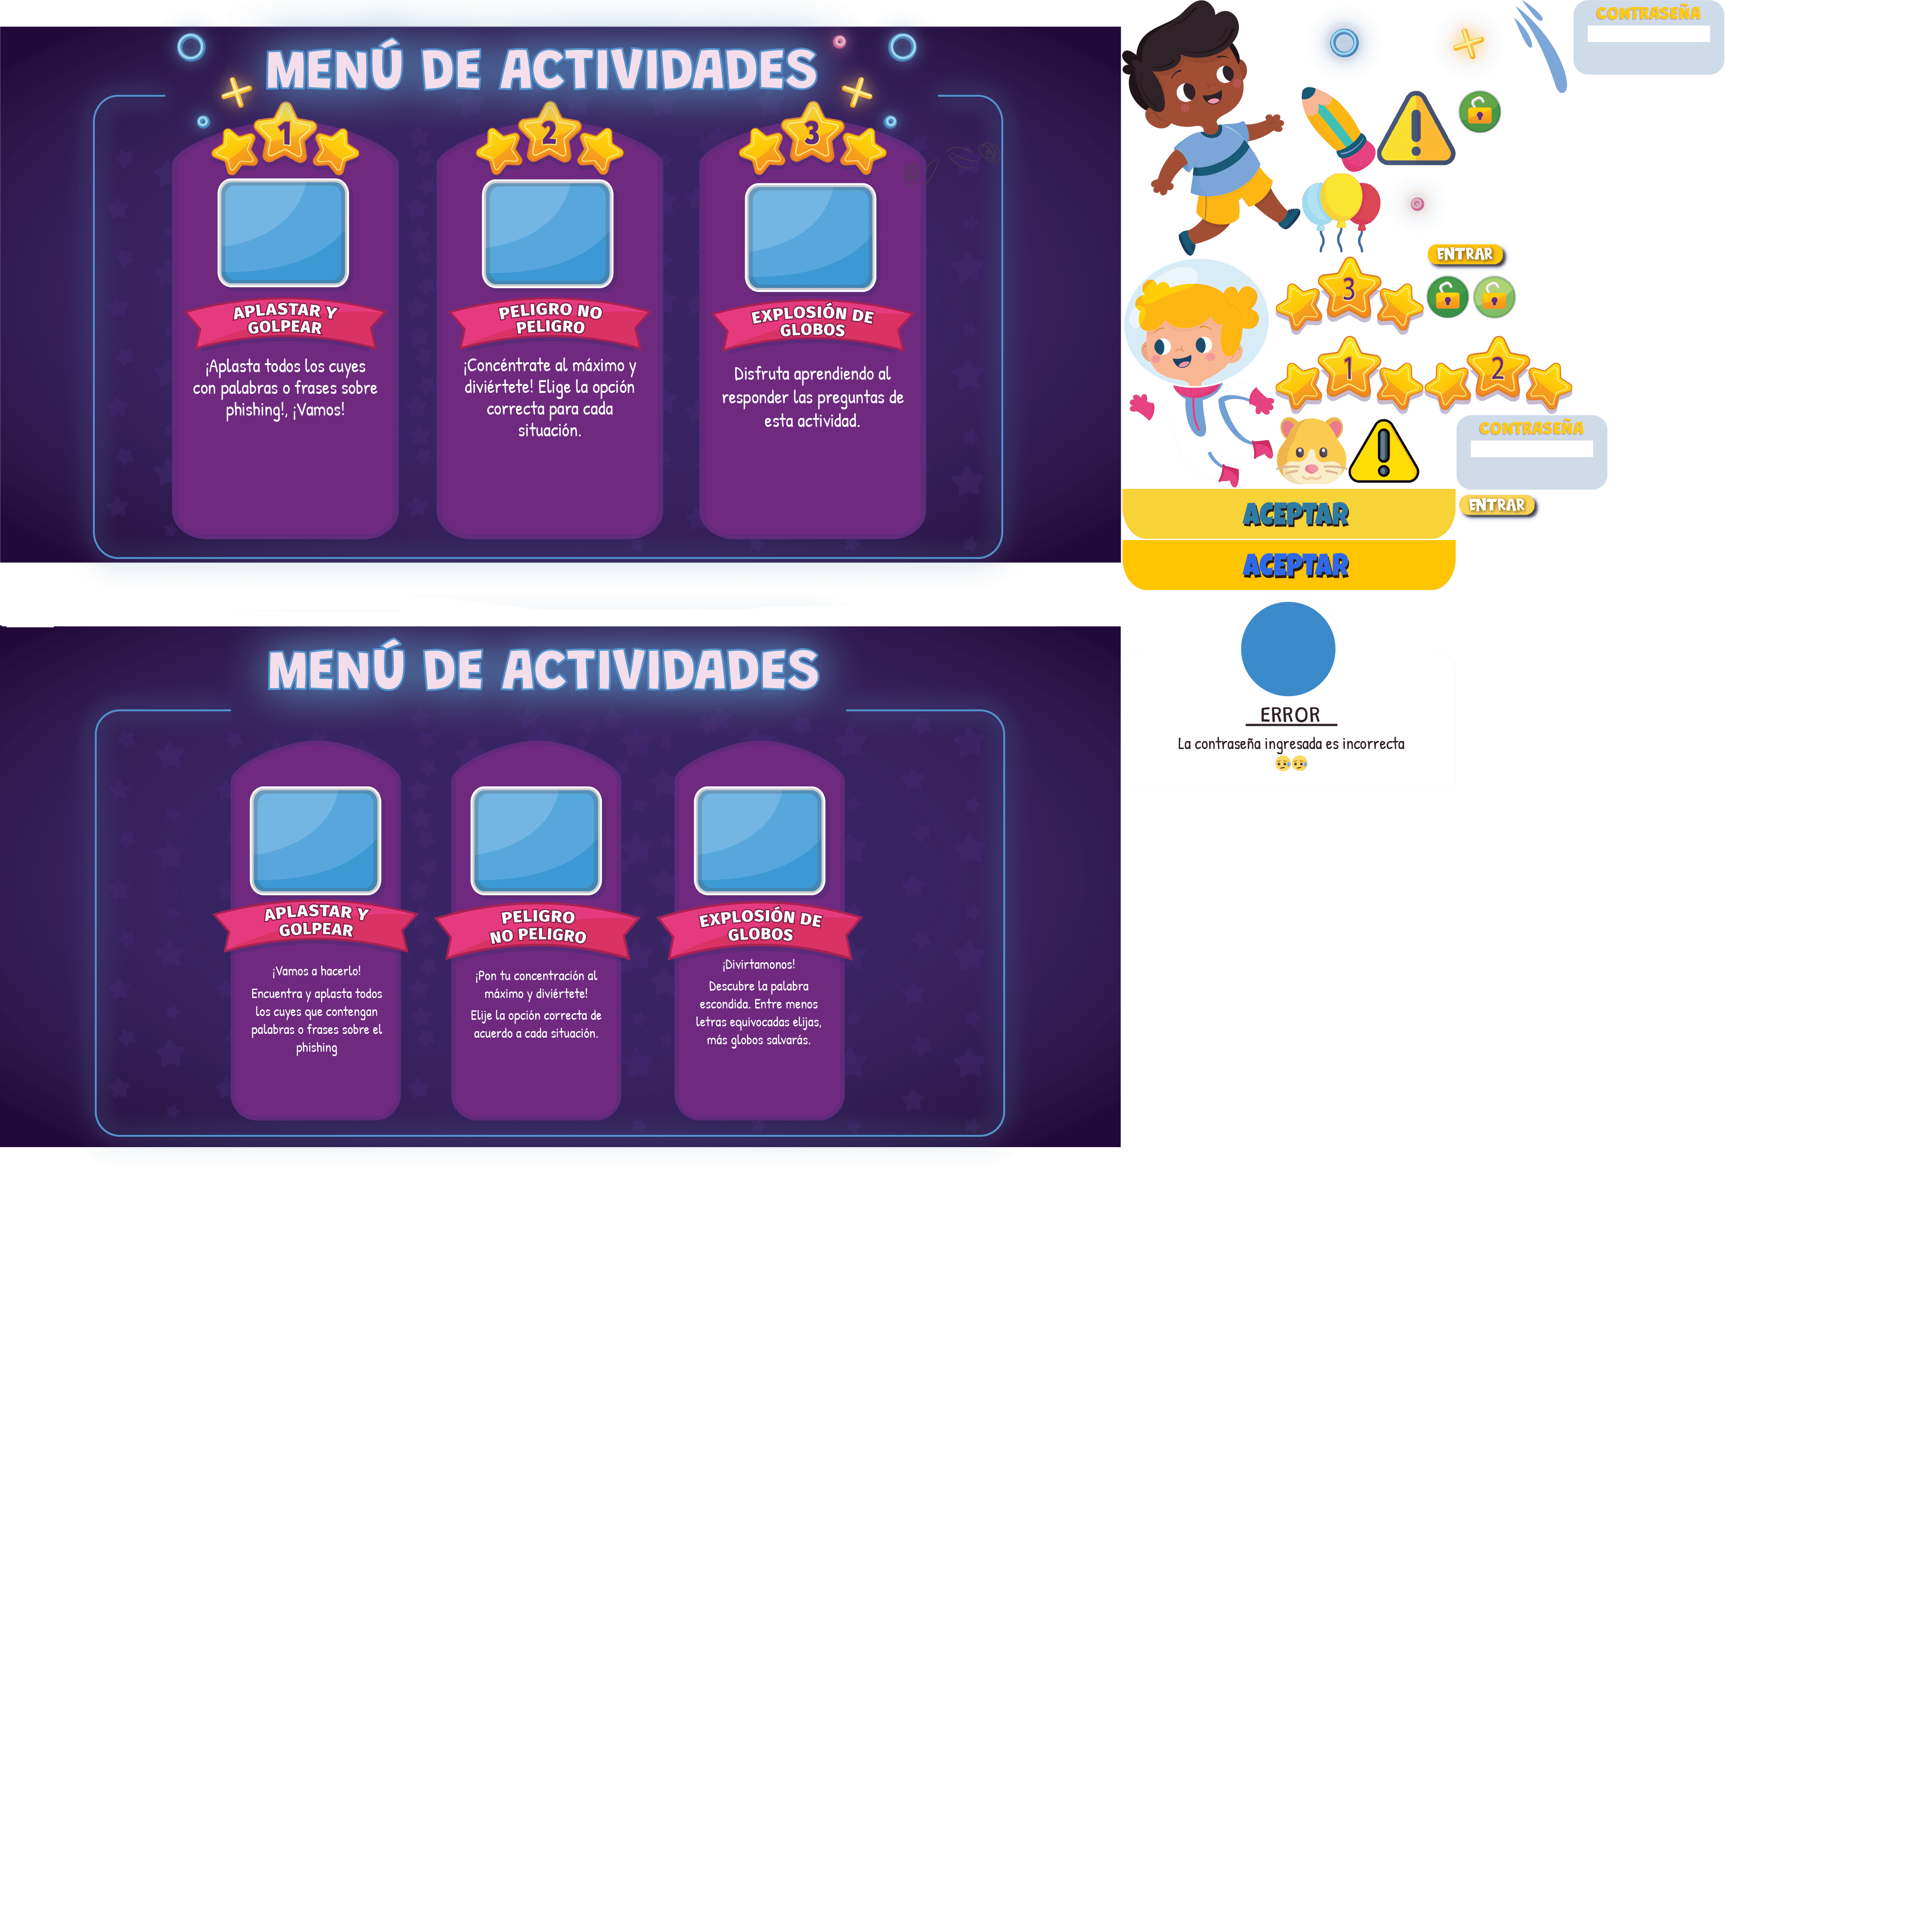 MENÚ DE ACTIVIDADES
1
2
3
APLASTAR Y
GOLPEAR
¡Aplasta todos los cuyes
con palabras o frases sobre
phishing!, ¡Vamos!
PELIGRO NO
PELIGRO
¡Concéntrate al máximo y
diviértete! Elige la opción
correcta para cada
situación.
EXPLOSIÓN DE
GLOBOS
Disfruta aprendiendo al
responder las preguntas de
esta actividad.
CONTRASEÑA
ENTRAR
3
1
2
CONTRASEÑA
ENTRAR
ACEPTAR
ACEPTAR
MENÚ DE ACTIVIDADES
APLASTAR Y
GOLPEAR
¡Vamos a hacerlo!
Encuentra y aplasta todos
los cuyes que contengan
palabras o frases sobre el
phishing
PELIGRO
NO PELIGRO
¡Pon tu concentración al
máximo y diviértete!
Elije la opción correcta de
acuerdo a cada situación.
EXPLOSIÓN DE
GLOBOS
¡Divirtamonos!
Descubre la palabra
escondida. Entre menos
letras equivocadas elijas,
más globos salvarás.
ERROR
La contraseña ingresada es incorrecta